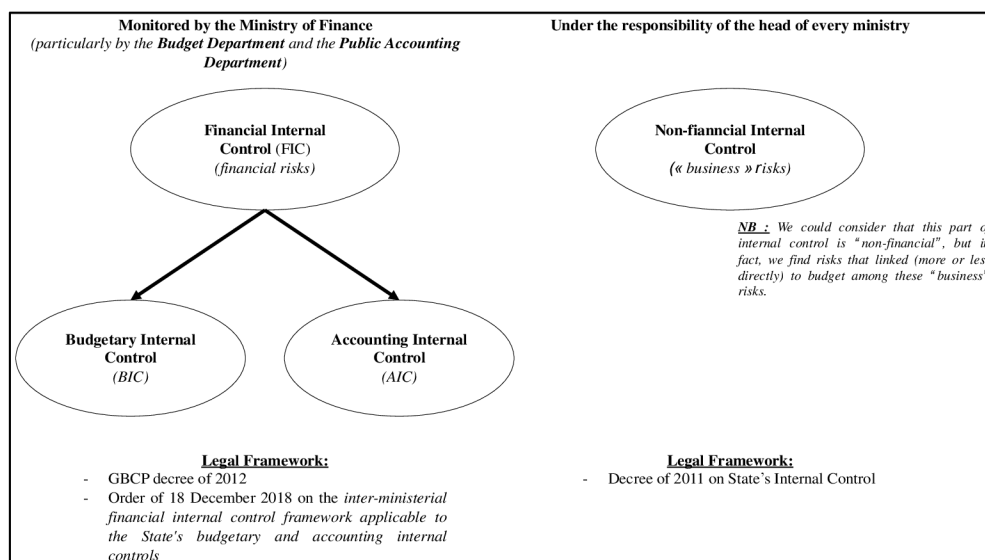 Monitored by the Ministry of Finance
(particularly by the Budget Department and the Public Accounting
Department)
Financial Internal
Control (FIC)
(financial risks)
Budgetary Internal
Control
(BIC)
Accounting Internal
Control
(AIC)
Legal Framework:
- GBCP decree of 2012
- Order of 18 December 2018 on the inter-ministerial
financial internal control framework applicable to
the State's budgetary and accounting internal
controls
Under the responsibility of the head of every ministry
Non-fianncial Internal
Control
(« business » risks)
NB : We could consider that this part
internal control is "non-financial", but
fact, we find risks that linked (more or
directly) to budget among these "business"
risks.
Legal Framework:
- Decree of 2011 on State's Internal Control